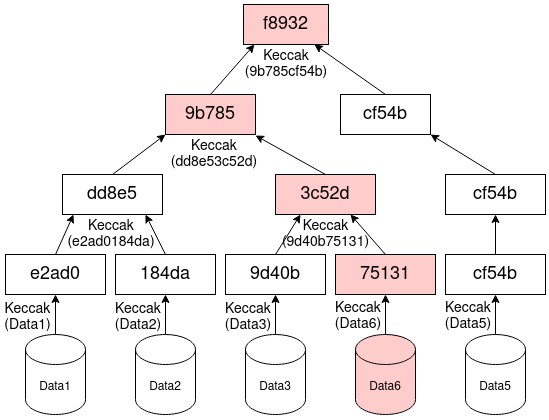 f8932
Keccak
(9b785cf54b)
9b785
cf54b
Keccak
(dd8e53c52d)
dd8e5
3c52d
cf54b
Keccak
(e2ad0184da)
Keccak
(9d40b75131)
e2ad0
184da
9d40b
75131
cf54b
Keccak
(Data1)
Keccak
(Data2)
Keccak
(Data3)
Keccak
(Data6)
Keccak
(Data5)
Data1
Data2
Data3
Data6
Data5